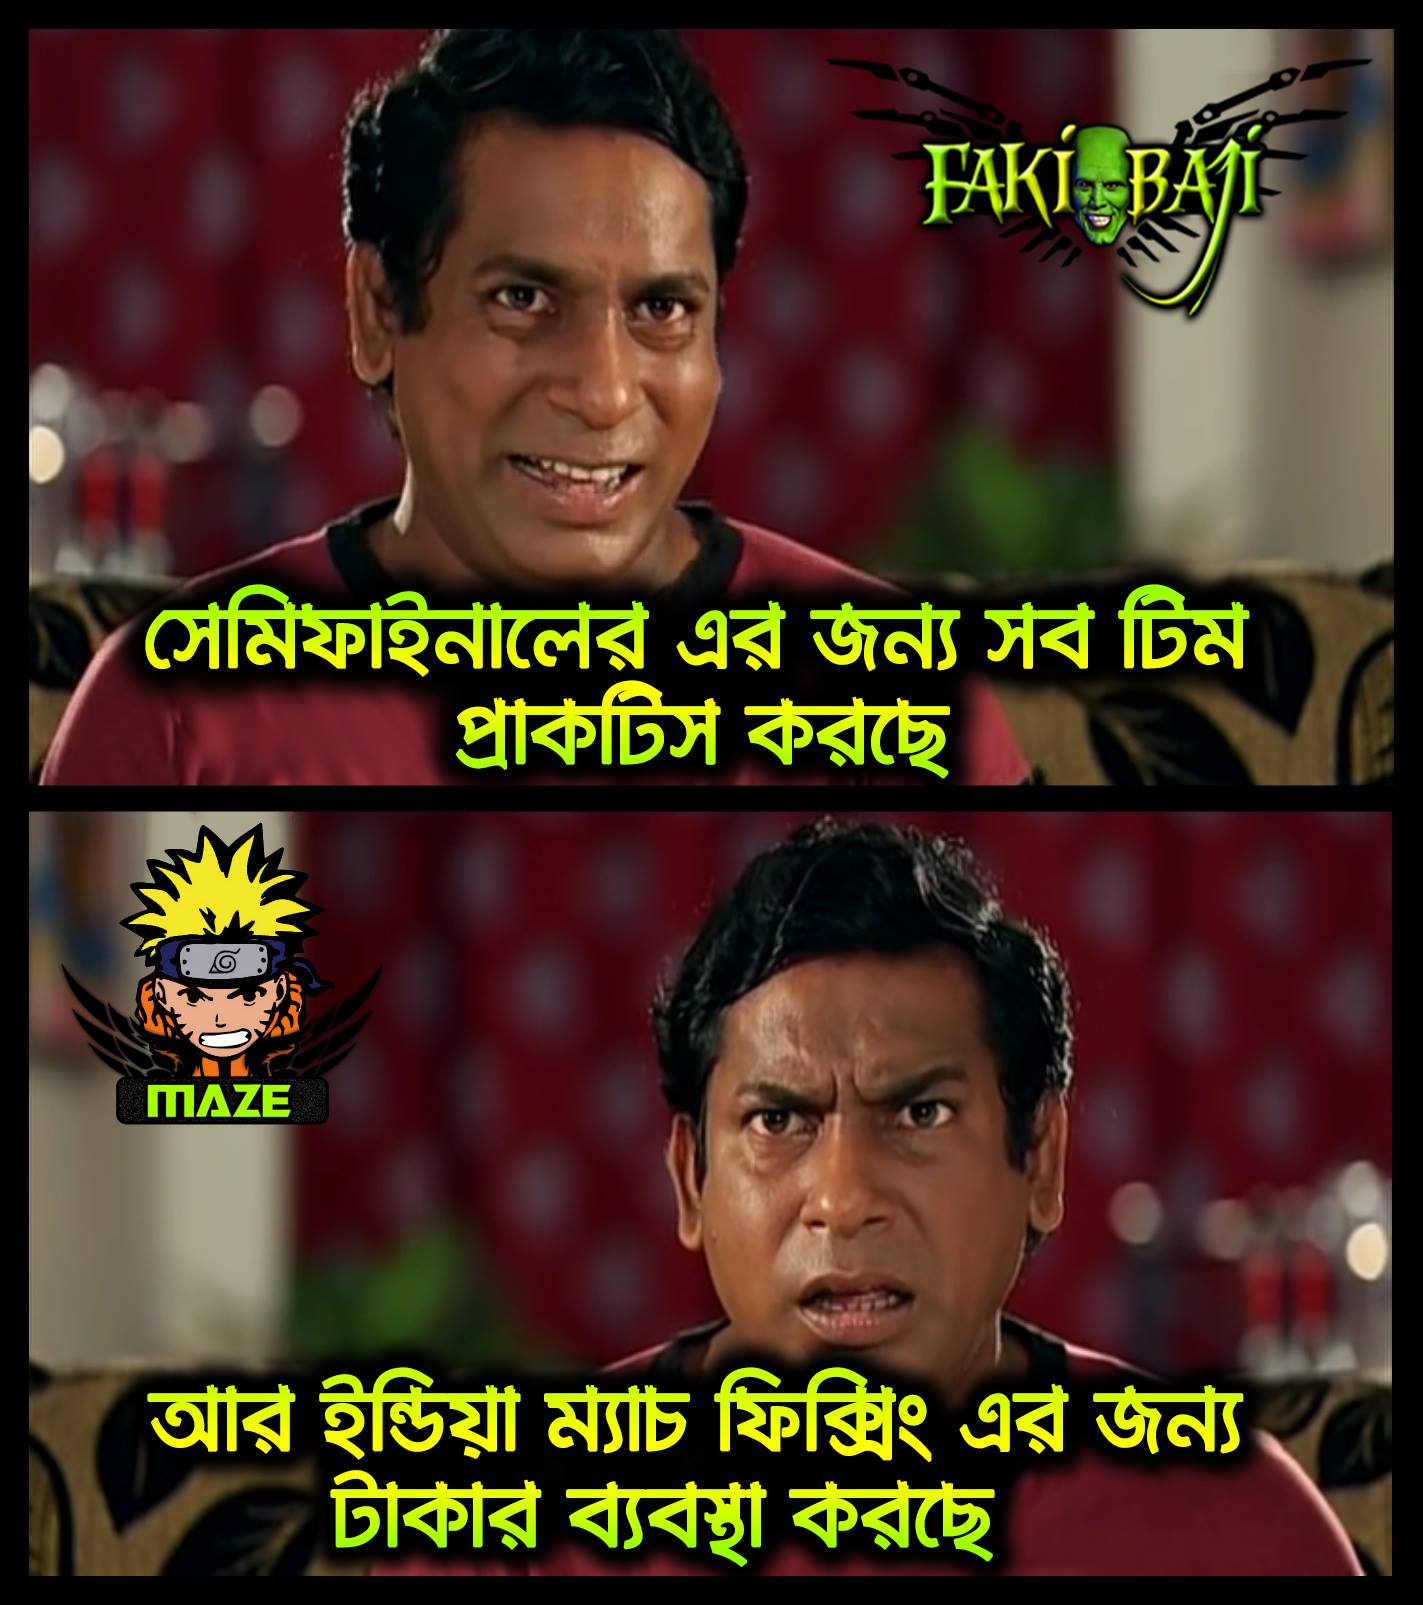 FAKIBAJI
সেমিফাইনালের এর জন্য সব টিম
প্রাকটিস করছে
MAZE
আর ইন্ডিয়া ম্যাচ ফিক্সিং এর জন্য
টাকার ব্যবস্থা করছে